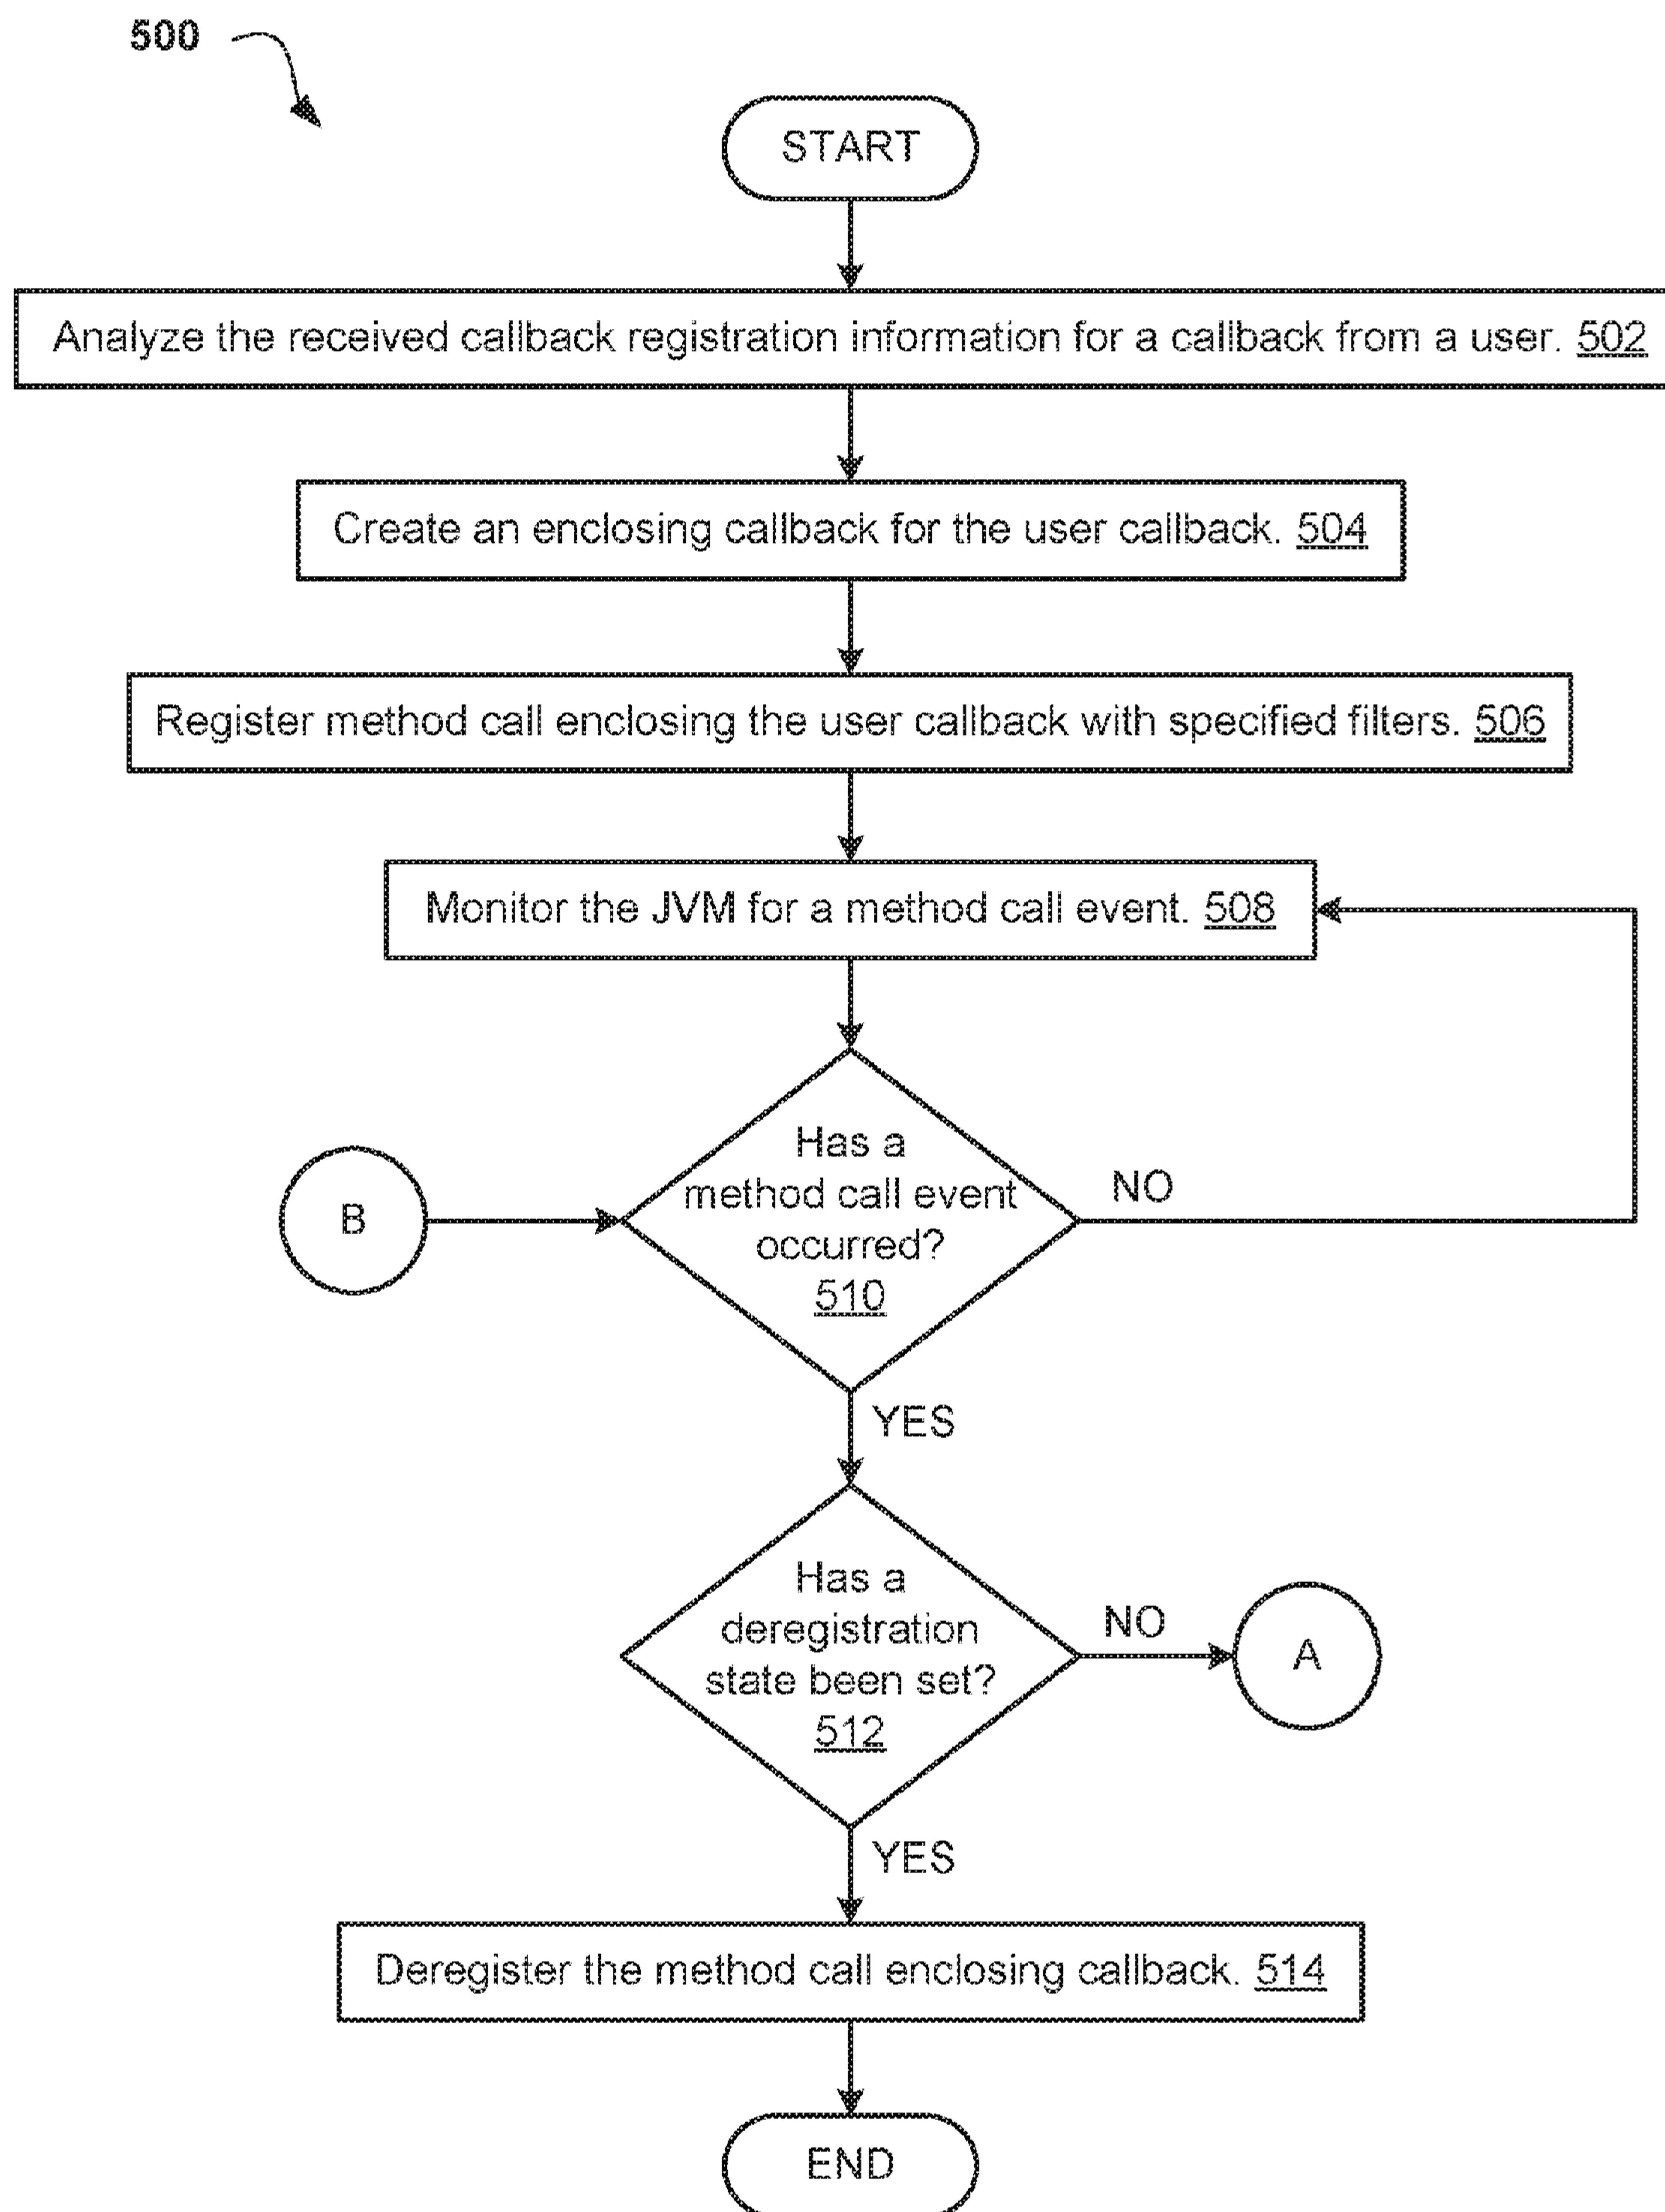 500
START
Analyze the received callback registration information for a callback from a user. 502
Create an enclosing callback for the user callback. 504
Register method call enclosing the user callback with specified filters. 506
Monitor the JVM for a method call event. 508
Has a
method call event
occurred?
510
NO
B
YES
Has a
deregistration
state been set?
512
NO
A
YES
Deregister the method call enclosing callback. 514
END